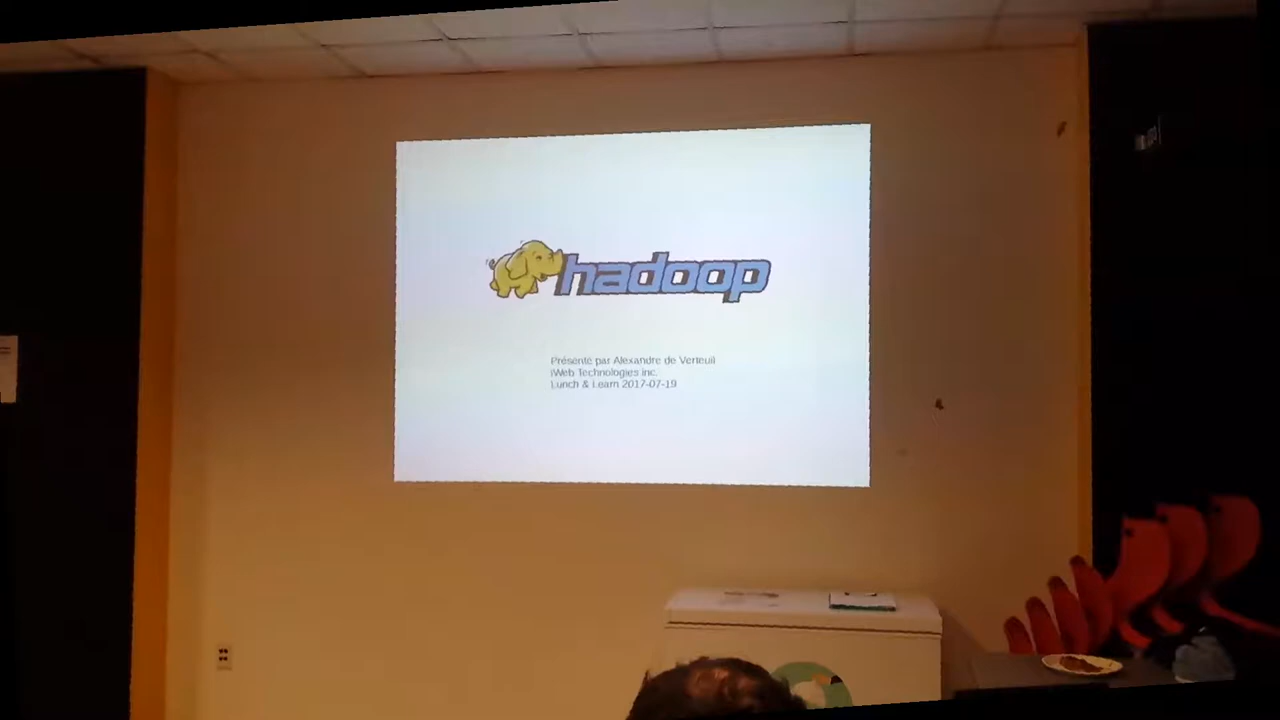 hadoop
Présenté par Alexandre de Verteuil
iWeb Technologies inc.
Lunch & Learn 2017-07-19